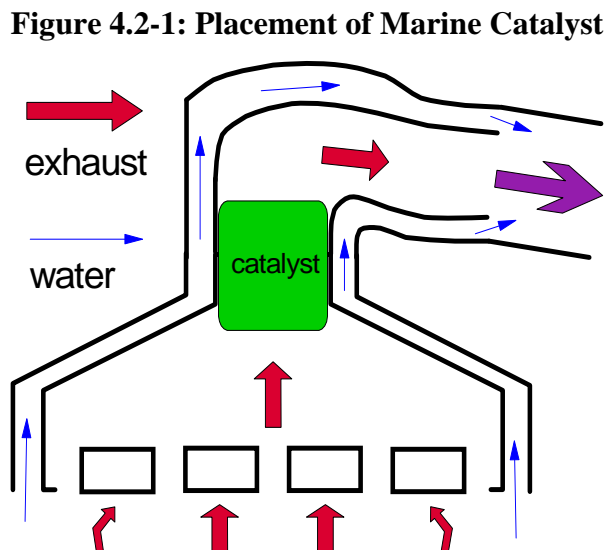 Figure 4.2-1: Placement of Marine Catalyst
exhaust
water
catalyst